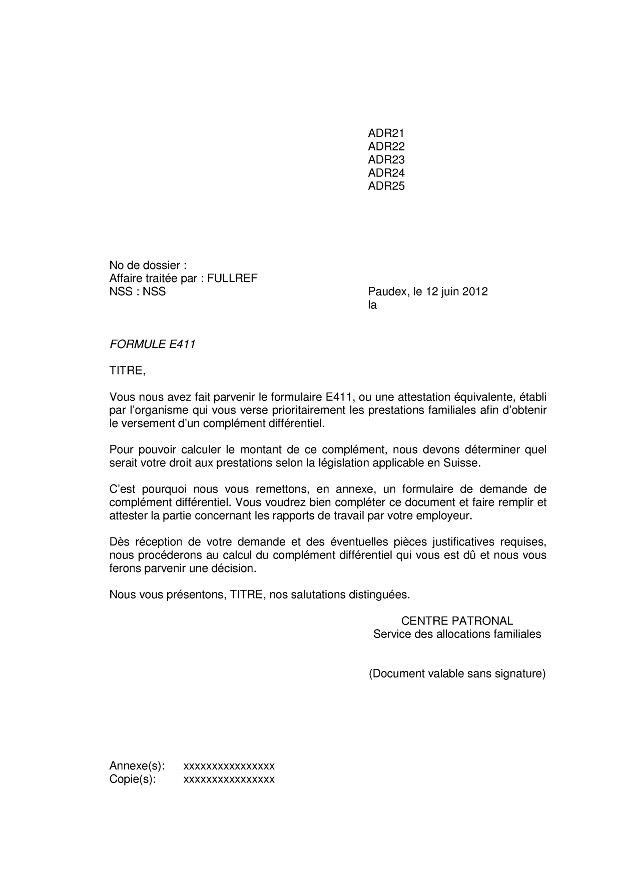 ADR21
ADR22
ADR23
ADR24
ADR25
No de dossier :
Affaire traitée par : FULLREF
NSS : NSS
Paudex, le 12 juin 2012
la
FORMULE E411
TITRE,
Vous nous avez fait parvenir le formulaire E411, ou une attestation équivalente, établi
par l'organisme qui vous verse prioritairement les prestations familiales afin d'obtenir
le versement d'un complément différentiel.
Pour pouvoir calculer le montant de ce complément, nous devons déterminer quel
serait votre droit aux prestations selon la législation applicable en Suisse.
C'est pourquoi nous vous remettons, en annexe, un formulaire de demande de
complément différentiel. Vous voudrez bien compléter ce document et faire remplir et
attester la partie concernant les rapports de travail par votre employeur.
Dès réception de votre demande et des éventuelles pièces justificatives requises,
nous procéderons au calcul du complément différentiel qui vous est dû et nous vous
ferons parvenir une décision.
Nous vous présentons, TITRE, nos salutations distinguées.
CENTRE PATRONAL
Service des allocations familiales
(Document valable sans signature)
Annexe(s): xxxxxxxxxxxxxxxx
Copie(s): xxxxxxxxxxxxxxxx